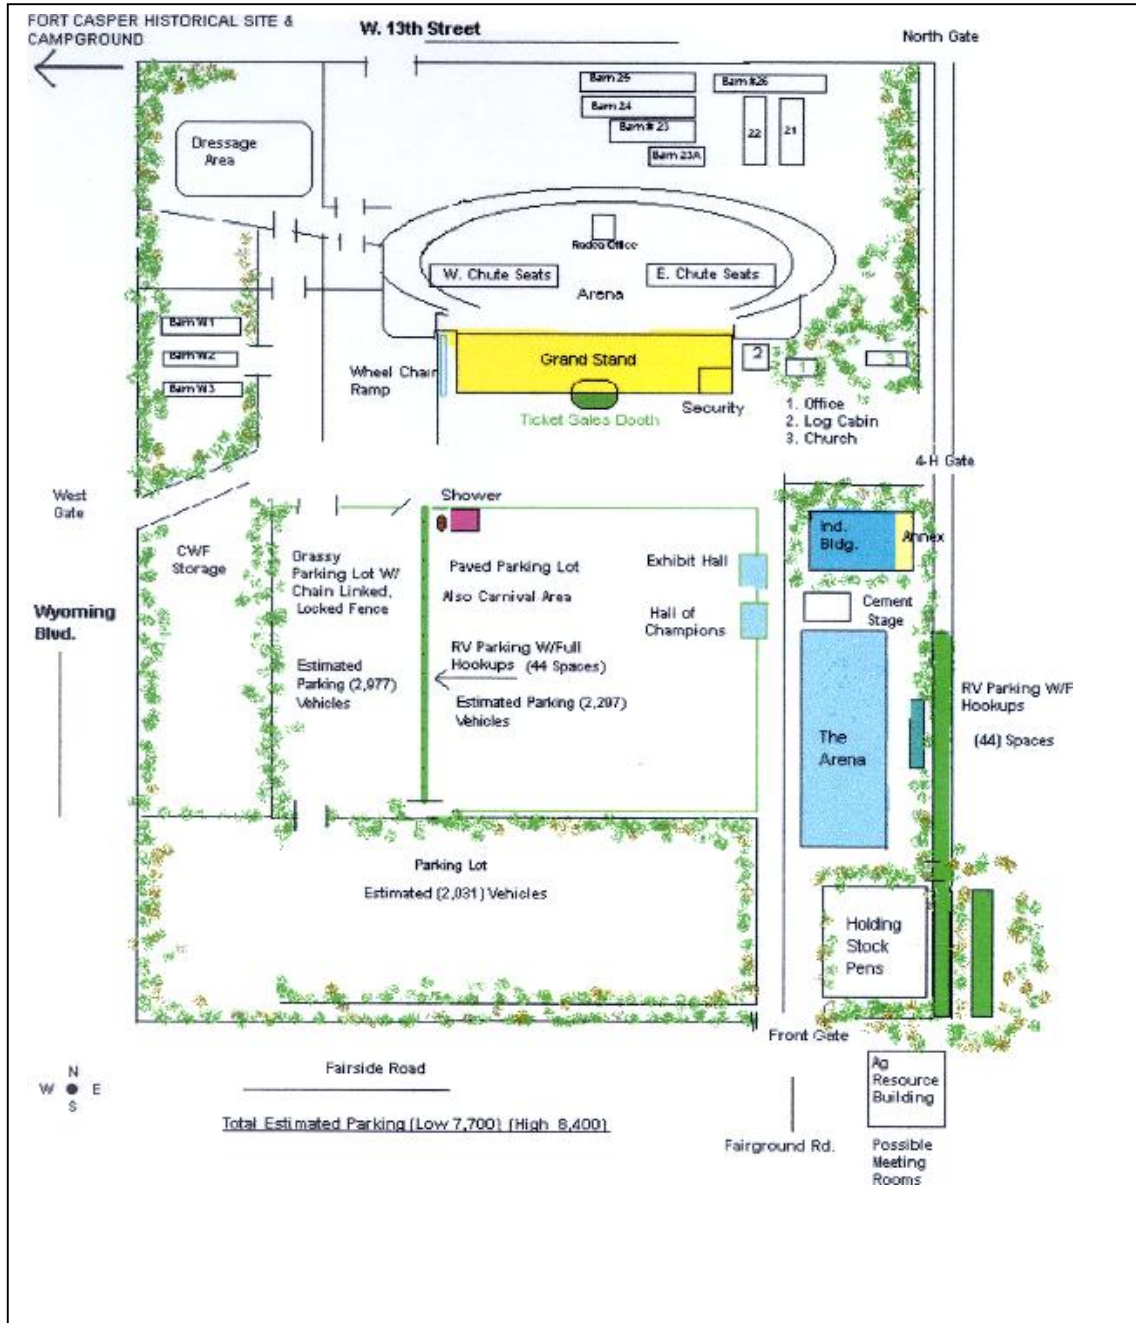 FORT CASPER HISTORICAL SITE &
CAMPGROUND
W. 13th Street
North Gate
Barn 25
Barn #26
Barn 24
Barn # 23
22
21
Barn 23A
Dressage
Area
Rodeo Office
W. Chute Seats
E. Chute Seats
Arena
Barn W1
Barn W2
Barn W3
Wheel Chair
Ramp
Grand Stand
2
1
3
Security
Ticket Sales Booth
1. Office
2. Log Cabin
3. Church
4-H Gate
West
Gate
Shower
CWF
Storage
Grassy
Parking Lot W/
Chain Linked,
Locked Fence
Paved Parking Lot
Also Carnival Area
Exhibit Hall
Ind.
Bldg.
Annex
Cement
Stage
Hall of
Champions
Wyoming
Blvd.
RV Parking W/Full
Hookups (44 Spaces)
Estimated
Parking (2,977)
Vehicles
Estimated Parking (2,297)
Vehicles
The
Arena
RV Parking W/F
Hookups
(44) Spaces
Parking Lot
Estimated (2,031) Vehicles
Holding
Stock
Pens
Front Gate
N
W E
S
Fairside Road
Ag
Resource
Building
Total Estimated Parking (Low 7,700) (High 8,400)
Fairground Rd.
Possible
Meeting
Rooms